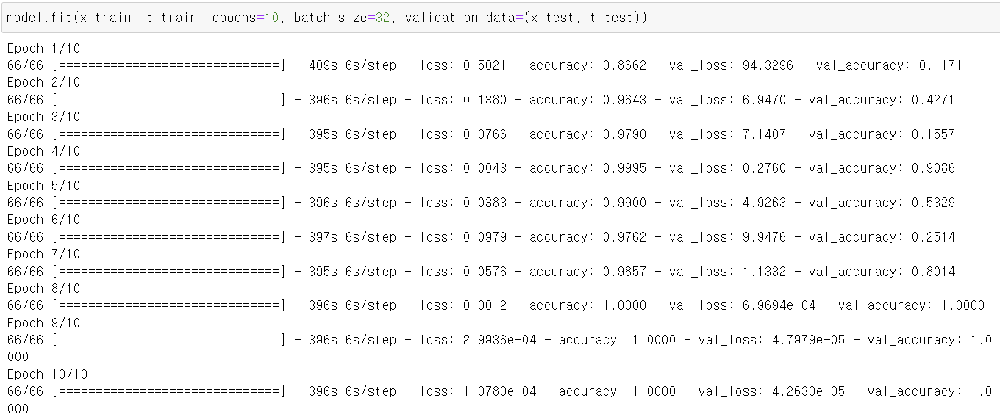 model.fit(x_train, t_train, epochs=10, batch_size=32, validation_data=(x_test, t_test))
Epoch 1/10
66/66 [==============================] - 409s 6s/step - loss: 0.5021 - accuracy: 0.8662 - val_loss: 94.3296 - val_accuracy: 0.1171
Epoch 2/10
66/66 [==============================] - 396s 6s/step - loss: 0.1380 - accuracy: 0.9643 - val_loss: 6.9470 - val_accuracy: 0.4271
Epoch 3/10
66/66 [==============================] - 395s 6s/step - loss: 0.0766 - accuracy: 0.9790 - val_loss: 7.1407 - val_accuracy: 0.1557
Epoch 4/10
66/66 [==============================] - 395s 6s/step - loss: 0.0043 - accuracy: 0.9995 - val_loss: 0.2760 - val_accuracy: 0.9086
Epoch 5/10
66/66 [==============================] - 396s 6s/step - loss: 0.0383 - accuracy: 0.9900 - val_loss: 4.9263 - val_accuracy: 0.5329
Epoch 6/10
66/66 [==============================] - 397s 6s/step - loss: 0.0979 - accuracy: 0.9762 - val_loss: 9.9476 - val_accuracy: 0.2514
Epoch 7/10
66/66 [==============================] - 395s 6s/step - loss: 0.0576 - accuracy: 0.9857 - val_loss: 1.1332 - val_accuracy: 0.8014
Epoch 8/10
66/66 [==============================] - 396s 6s/step - loss: 0.0012 - accuracy: 1.0000 - val_loss: 6.9694e-04 - val_accuracy: 1.0000
Epoch 9/10
66/66 [==============================] - 396s 6s/step - loss: 2.9936e-04 - accuracy: 1.0000 - val_loss: 4.7979e-05 - val_accuracy: 1.0
000
Epoch 10/10
66/66 [==============================] - 396s 6s/step - loss: 1.0780e-04 - accuracy: 1.0000 - val_loss: 4.2630e-05 - val_accuracy: 1.0
000